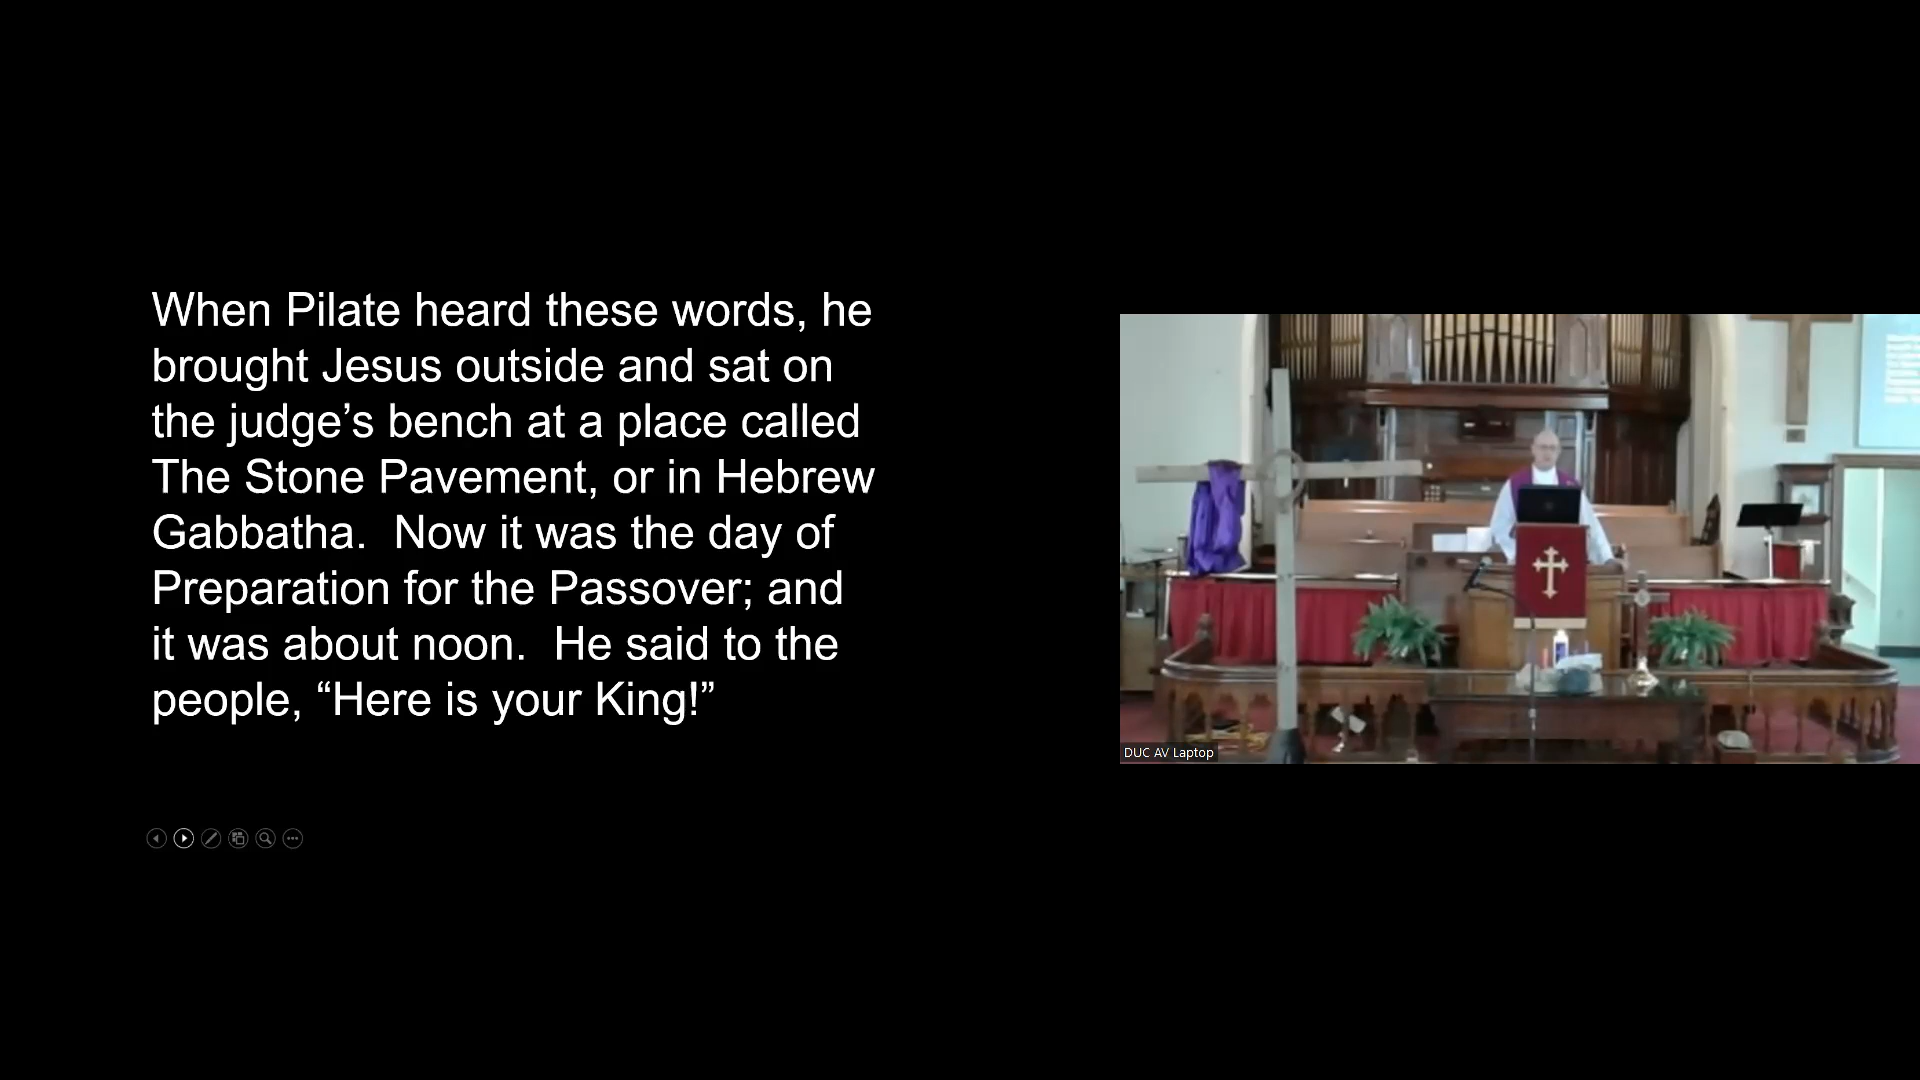 When Pilate heard these words, he
brought Jesus outside and sat on
the judge’s bench at a place called
The Stone Pavement, or in Hebrew
Gabbatha.  Now it was the day of
Preparation for the Passover; and
it was about noon.  He said to the
people, “Here is your King!”
DUC AV Laptop